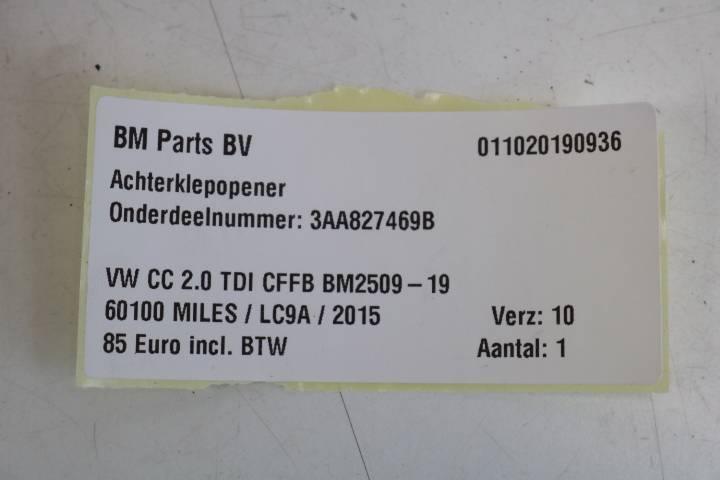 BM Parts BV 011020190936
Achterklepopener
Onderdeelnummer: 3AA827469B
VW CC 2.0 TDI CFFB BM2509 – 19
60100 MILES / LC9A / 2015 Verz: 10
85 Euro incl. BTW Aantal: 1